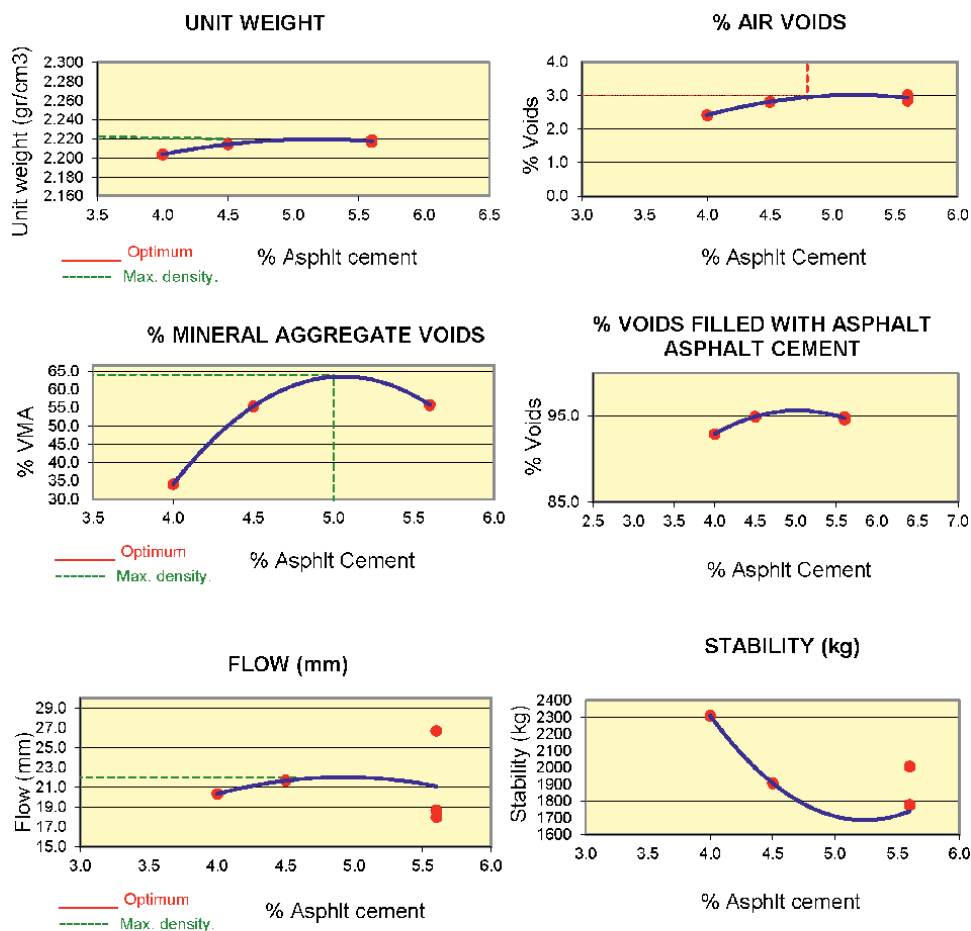 UNIT WEIGHT
Unit weight (gr/cm3)
2.300
2.280
2.260
2.240
2.220
2.200
2.180
2.160
3.5 4.0 4.5 5.0 5.5 6.0 6.5
% Asphlt cement
Optimum
Max. density.
% AIR VOIDS
% Voids
4.0
3.0
2.0
1.0
0.0
3.0 3.5 4.0 4.5 5.0 5.5 6.0
% Asphlt Cement
% MINERAL AGGREGATE VOIDS
% VMA
65.0
60.0
55.0
50.0
45.0
40.0
35.0
30.0
3.5 4.0 4.5 5.0 5.5 6.0
% Asphlt Cement
Optimum
Max. density.
% VOIDS FILLED WITH ASPHALT
ASPHALT CEMENT
% Voids
95.0
85.0
2.5 3.0 3.5 4.0 4.5 5.0 5.5 6.0 6.5 7.0
% Asphlt Cement
FLOW (mm)
Flow (mm)
29.0
27.0
25.0
23.0
21.0
19.0
17.0
15.0
3.0 3.5 4.0 4.5 5.0 5.5 6.0
% Asphlt cement
Optimum
Max. density.
STABILITY (kg)
Stability (kg)
2400
2300
2200
2100
2000
1900
1800
1700
1600
3.0 3.5 4.0 4.5 5.0 5.5 6.0
% Asphlt cement